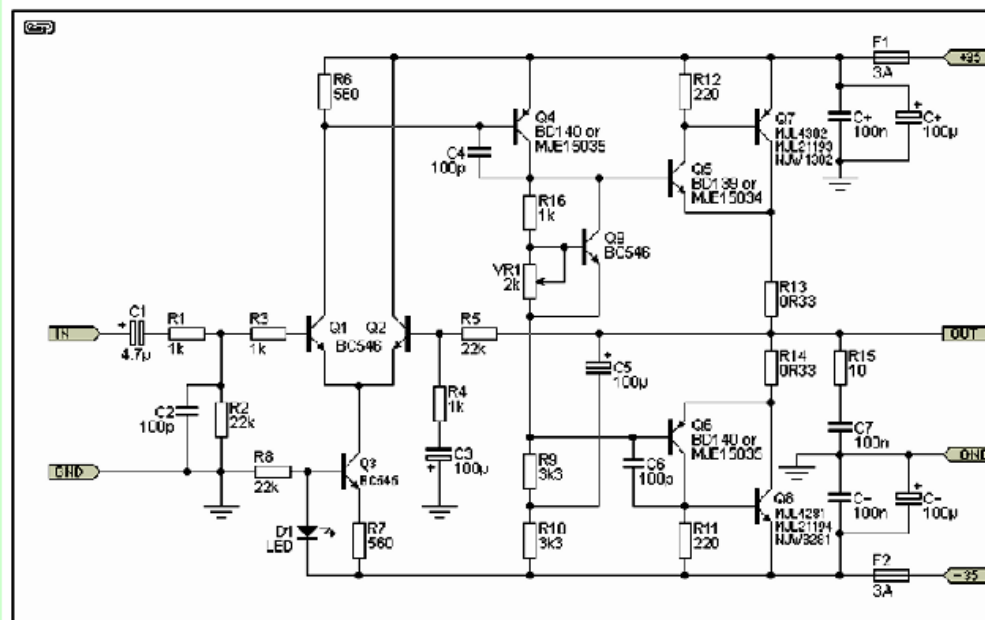 F1
3A
+35
R6
560
R12
220
Q4
BD140 or
MJE15035
Q7
MJL4302
MJL21193
NJW1302
C+
100n
C+
100µ
C4
100p
Q5
BD139 or
MJE15034
R16
1k
Q9
BC546
VR1
2k
R13
0R33
C1
4.7µ
IN
R1
1k
R3
1k
Q1
Q2
BC546
R5
22k
OUT
R14
0R33
R15
10
C5
100µ
R4
1k
C2
100p
R2
22k
Q6
BD140 or
MJE15035
C7
100n
C3
100µ
GND
R8
22k
Q3
BC546
R9
3k3
C6
100p
GND
Q8
MJL4281
MJL21194
NJW3281
C-
100n
C-
100µ
D1
LED
R7
560
R10
3k3
R11
220
F2
3A
-35